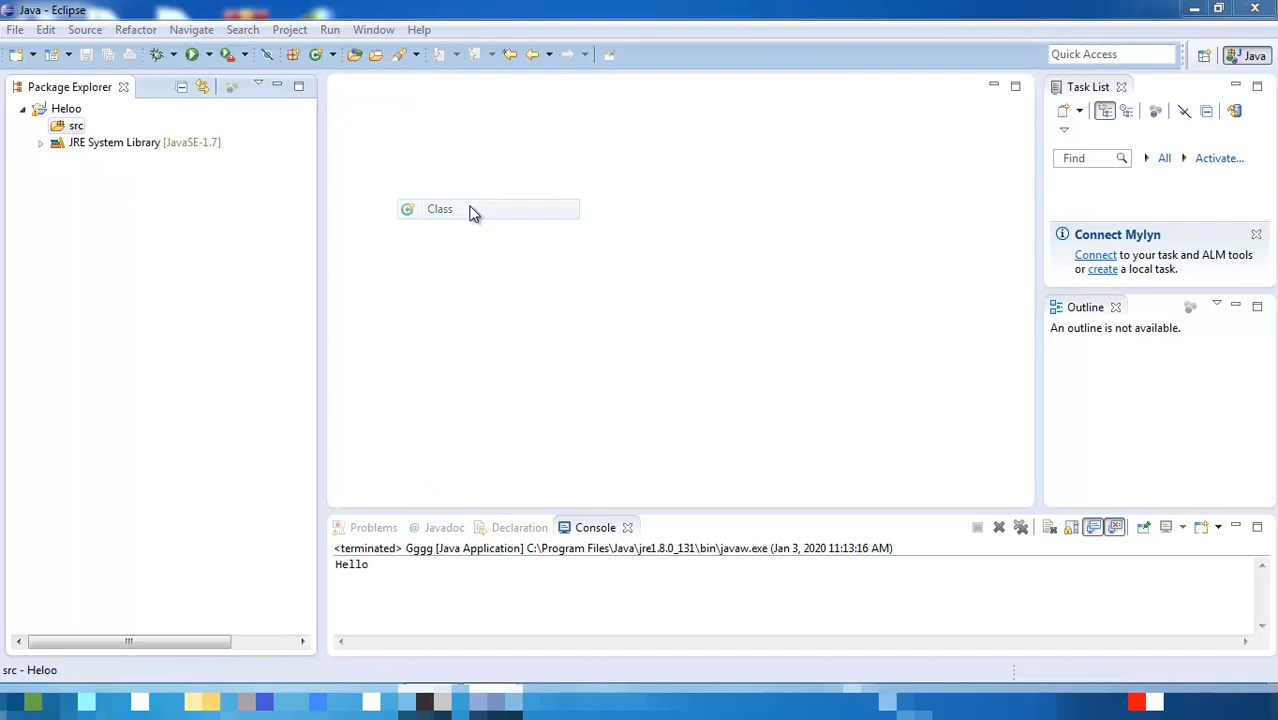 Java - Eclipse
File Edit Source Refactor Navigate Search Project Run Window Help
Quick Access
Java
Package Explorer
Heloo
src
JRE System Library [JavaSE-1.7]
Class
Task List
Find
All
Activate...
Connect Mylyn
Connect to your task and ALM tools
or create a local task.
Outline
An outline is not available.
Problems @ Javadoc Declaration Console
<terminated> Gggg [Java Application] C:\Program Files\Java\jre1.8.0_131\bin\javaw.exe (Jan 3, 2020 11:13:16 AM)
Hello
src - Heloo